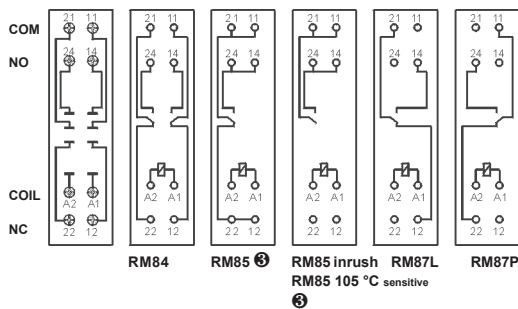 21 11 21 11 21 11 21 11 21 11 21 11
COM
24 14 24 14 24 14 24 14 24 14 24 14
NO
COIL
A2 A1 A2 A1 A2 A1 A2 A1 A2 A1 A2 A1
NC
22 12 22 12 22 12 22 12 22 12 22 12
RM84 RM85 ❸ RM85 inrush RM87L RM87P
RM85 105 °C sensitive
❸